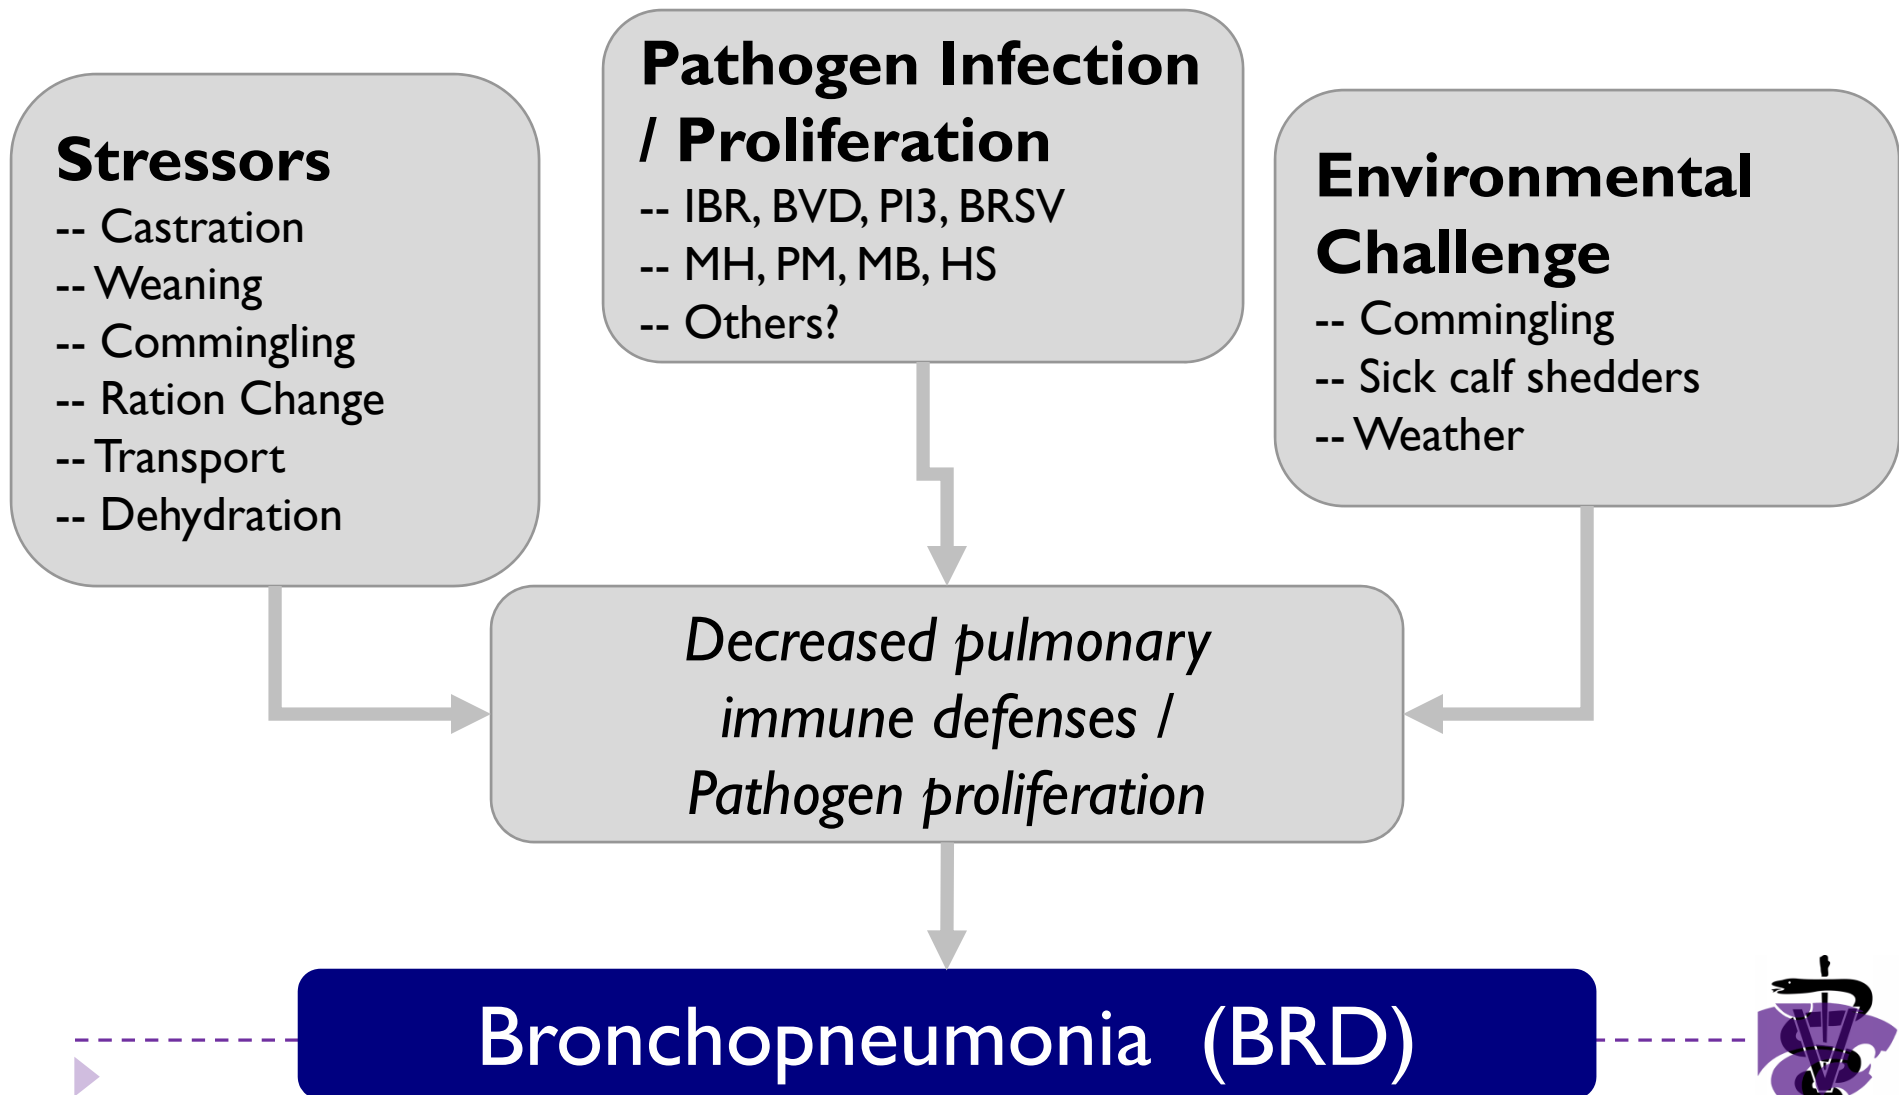 Stressors
-- Castration
-- Weaning
-- Commingling
-- Ration Change
-- Transport
-- Dehydration
Pathogen Infection
/ Proliferation
-- IBR, BVD, PI3, BRSV
-- MH, PM, MB, HS
-- Others?
Environmental
Challenge
-- Commingling
-- Sick calf shedders
-- Weather
Decreased pulmonary
immune defenses /
Pathogen proliferation
Bronchopneumonia (BRD)
V